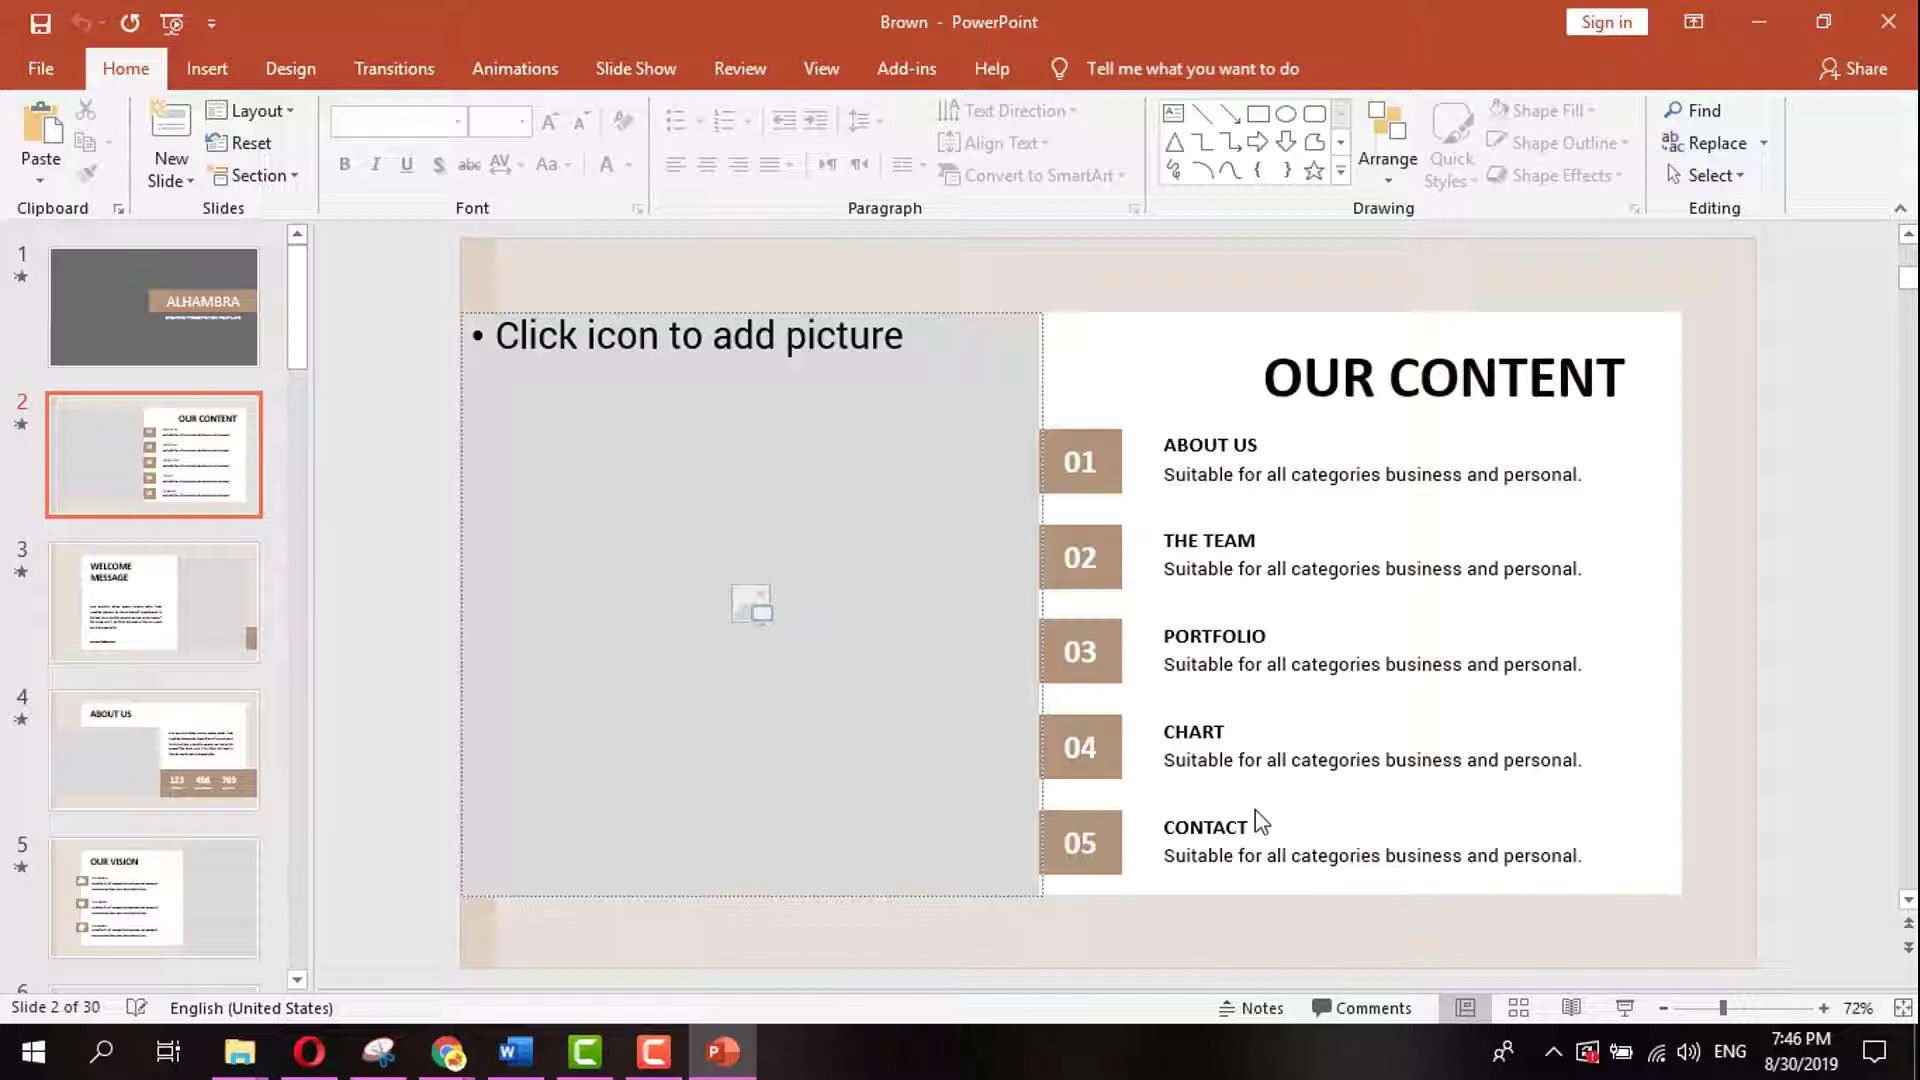 Brown - PowerPoint
Sign in
File
Home
Insert
Design
Transitions
Animations
Slide Show
Review
View
Add-ins
Help
Tell me what you want to do
Share
Paste
New
Slide
Layout
Reset
Section
Text Direction
Align Text
Convert to SmartArt
Arrange
Quick
Styles
Shape Fill
Shape Outline
Shape Effects
Find
Replace
Select
Clipboard
Slides
Font
Paragraph
Drawing
Editing
1
ALHAMBRA
2
OUR CONTENT
3
WELCOME
MESSAGE
4
ABOUT US
123 456 789
5
OUR VISION
6
• Click icon to add picture
OUR CONTENT
01
ABOUT US
Suitable for all categories business and personal.
02
THE TEAM
Suitable for all categories business and personal.
03
PORTFOLIO
Suitable for all categories business and personal.
04
CHART
Suitable for all categories business and personal.
05
CONTACT
Suitable for all categories business and personal.
Slide 2 of 30
English (United States)
Notes
Comments
72%
ENG
7:46 PM
8/30/2019